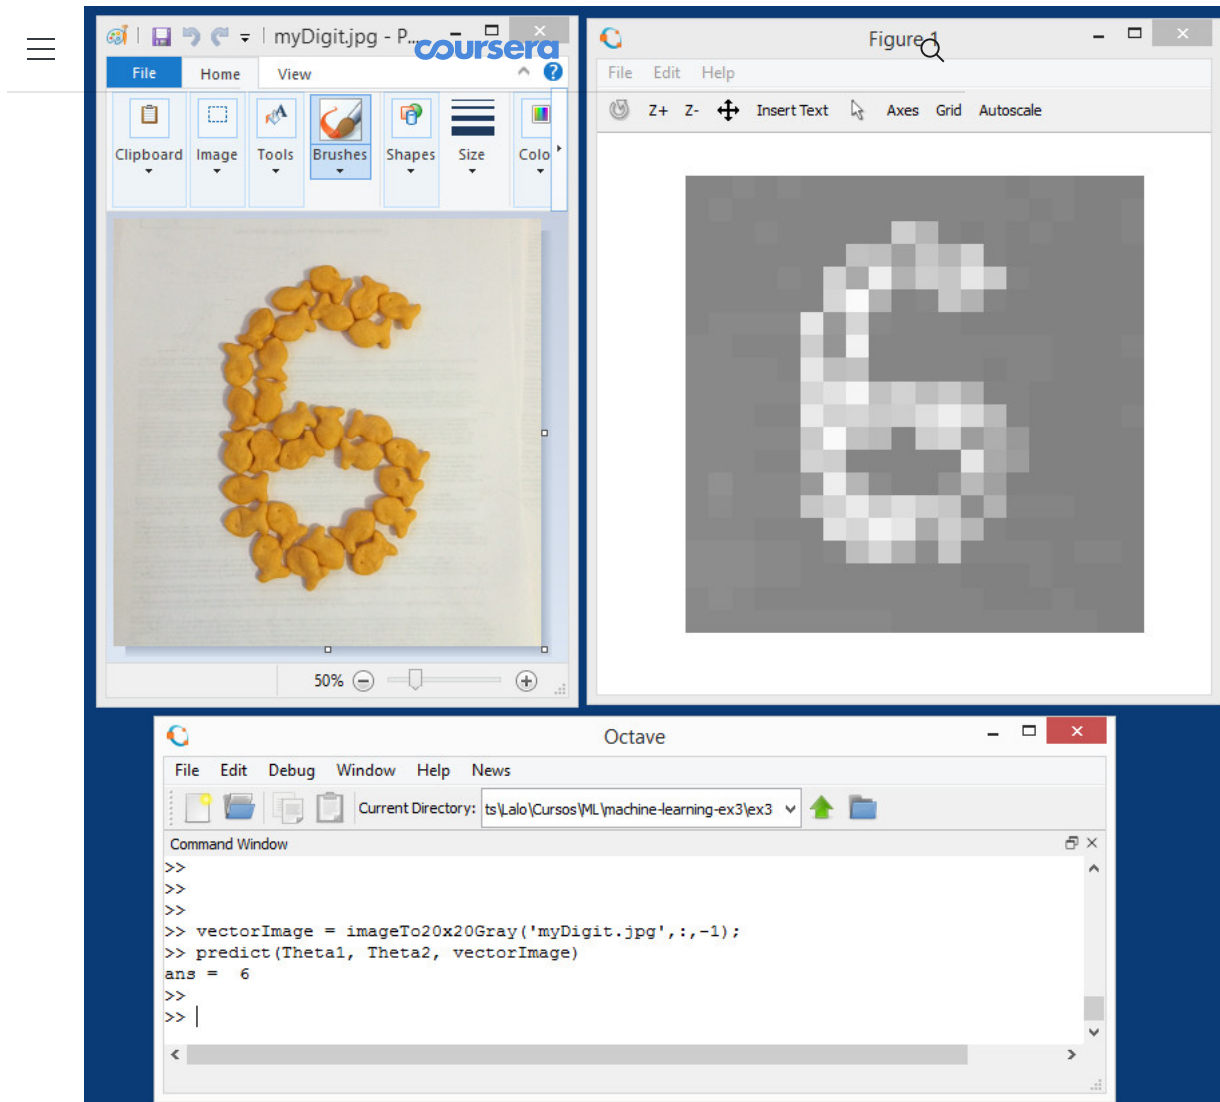 myDigit.jpg - P...
coursera
File Home View
Clipboard Image Tools Brushes Shapes Size Colo
50%
Figure 1
File Edit Help
Z+ Z- Insert Text Axes Grid Autoscale
Octave
File Edit Debug Window Help News
Current Directory: ts\Lalo\Cursos\ML\machine-learning-ex3\ex3
Command Window
>>
>>
>>
>> vectorImage = imageTo20x20Gray('myDigit.jpg',:,-1);
>> predict(Theta1, Theta2, vectorImage)
ans =  6
>>
>>